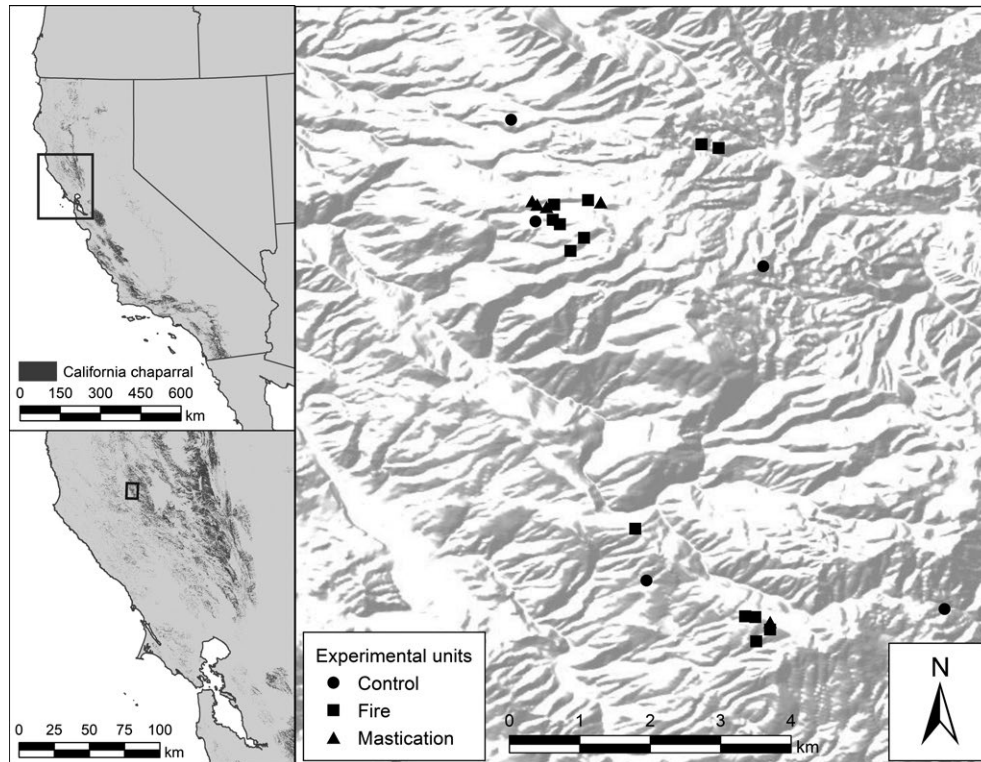 California chaparral
0 150 300 450 600
km
0 25 50 75 100
km
Experimental units
Control
Fire
Mastication
0 1 2 3 4
km
N